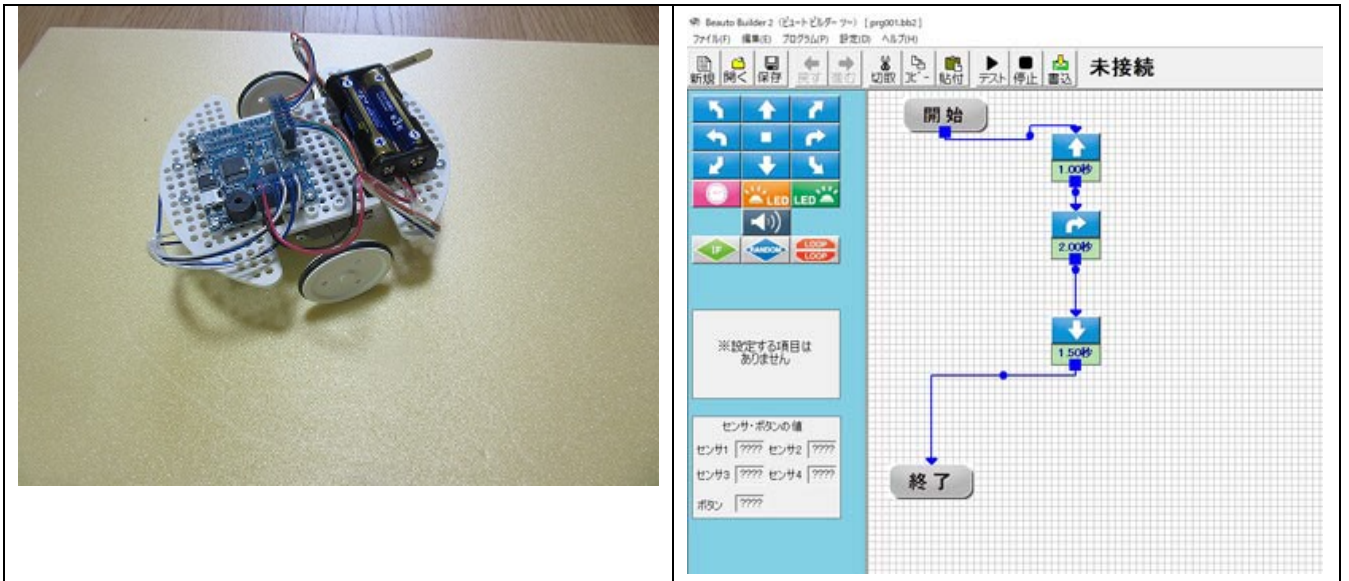 Beauto Builder 2 (ビュートビルダーツー) [ prg001.bb2 ]
ファイル(F) 編集(E) プログラム(P) 設定(O) ヘルプ(H)
新規 開く 保存 戻す 進む 切取 コピー 貼付 テスト 停止 書込 未接続
開始
1.00秒
LED LED
2.00秒
IF RANDOM LOOP
LOOP
※設定する項目は
ありません
1.50秒
センサ・ボタンの値
センサ1 ???? センサ2 ????
センサ3 ???? センサ4 ????
ボタン ????
終了